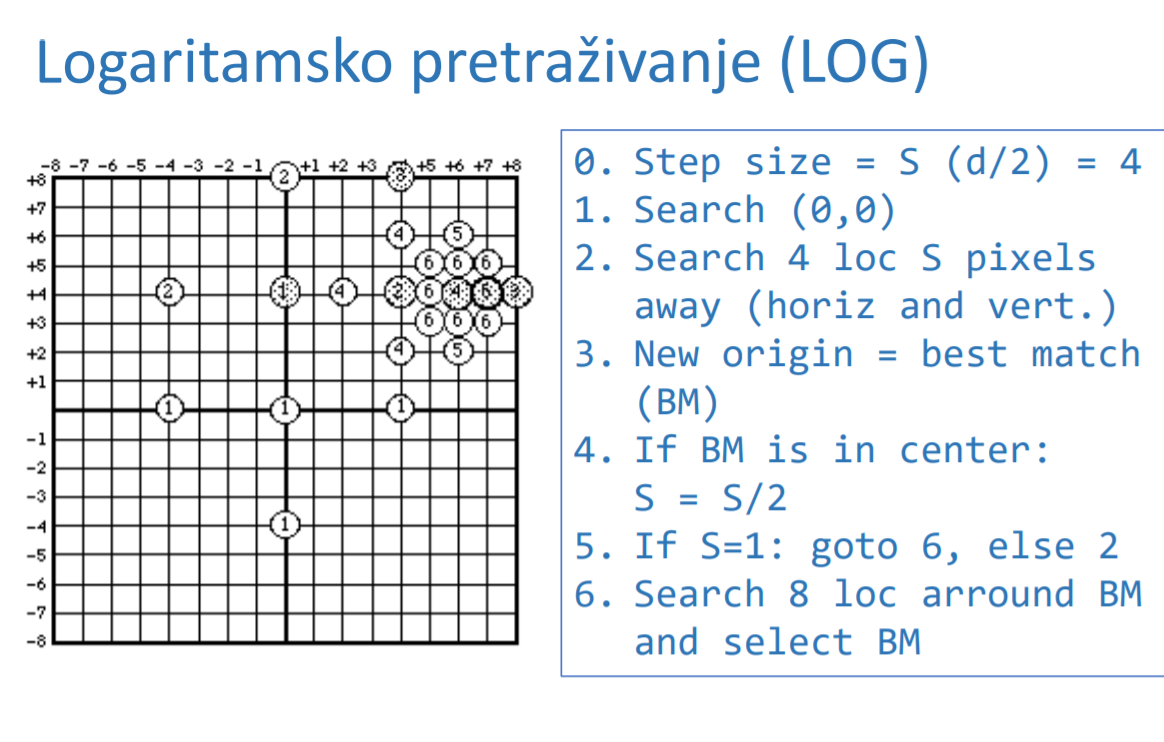 Logaritamsko pretraživanje (LOG)
-8 -7 -6 -5 -4 -3 -2 -1 +1 +2 +3 +5 +6 +7 +8
+8 2 3
+7
+6 4 5
+5 6 6 6
+4 2 1 4 2 6 4 6 3
+3 6 6 6
+2 4 5
+1
1 1 1
-1
-2
-3
-4 1
-5
-6
-7
-8
0. Step size = S (d/2) = 4
1. Search (0,0)
2. Search 4 loc S pixels
away (horiz and vert.)
3. New origin = best match
(BM)
4. If BM is in center:
S = S/2
5. If S=1: goto 6, else 2
6. Search 8 loc arround BM
and select BM